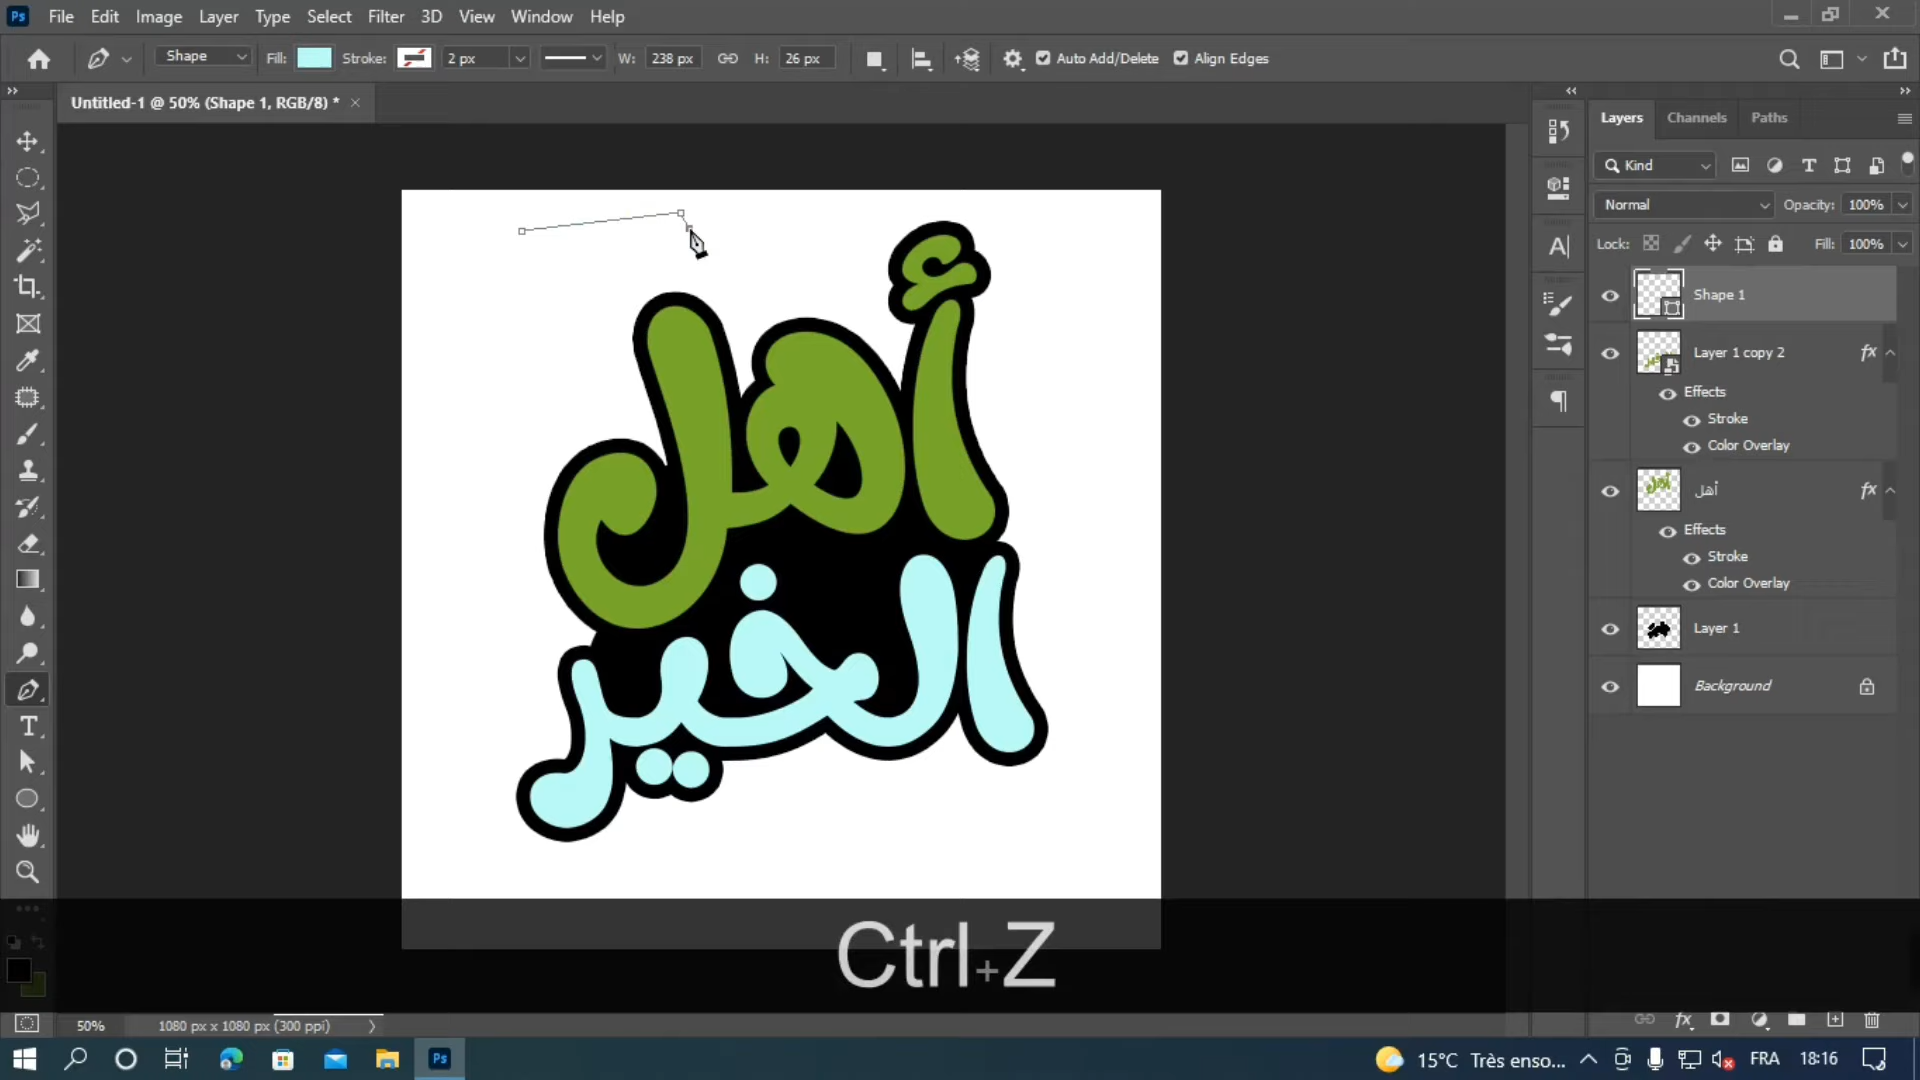 File Edit Image Layer Type Select Filter 3D View Window Help
Shape Fill: Stroke: 2 px W: 238 px H: 26 px Auto Add/Delete Align Edges
Untitled-1 @ 50% (Shape 1, RGB/8) *
Layers Channels Paths
Kind
Normal Opacity: 100%
Lock: Fill: 100%
Shape 1
Layer 1 copy 2 fx
Effects
Stroke
Color Overlay
أهل fx
Effects
Stroke
Color Overlay
Layer 1
Background
أهل
الخير
Ctrl+Z
50% 1080 px x 1080 px (300 ppi)
15°C Très enso... FRA 18:16